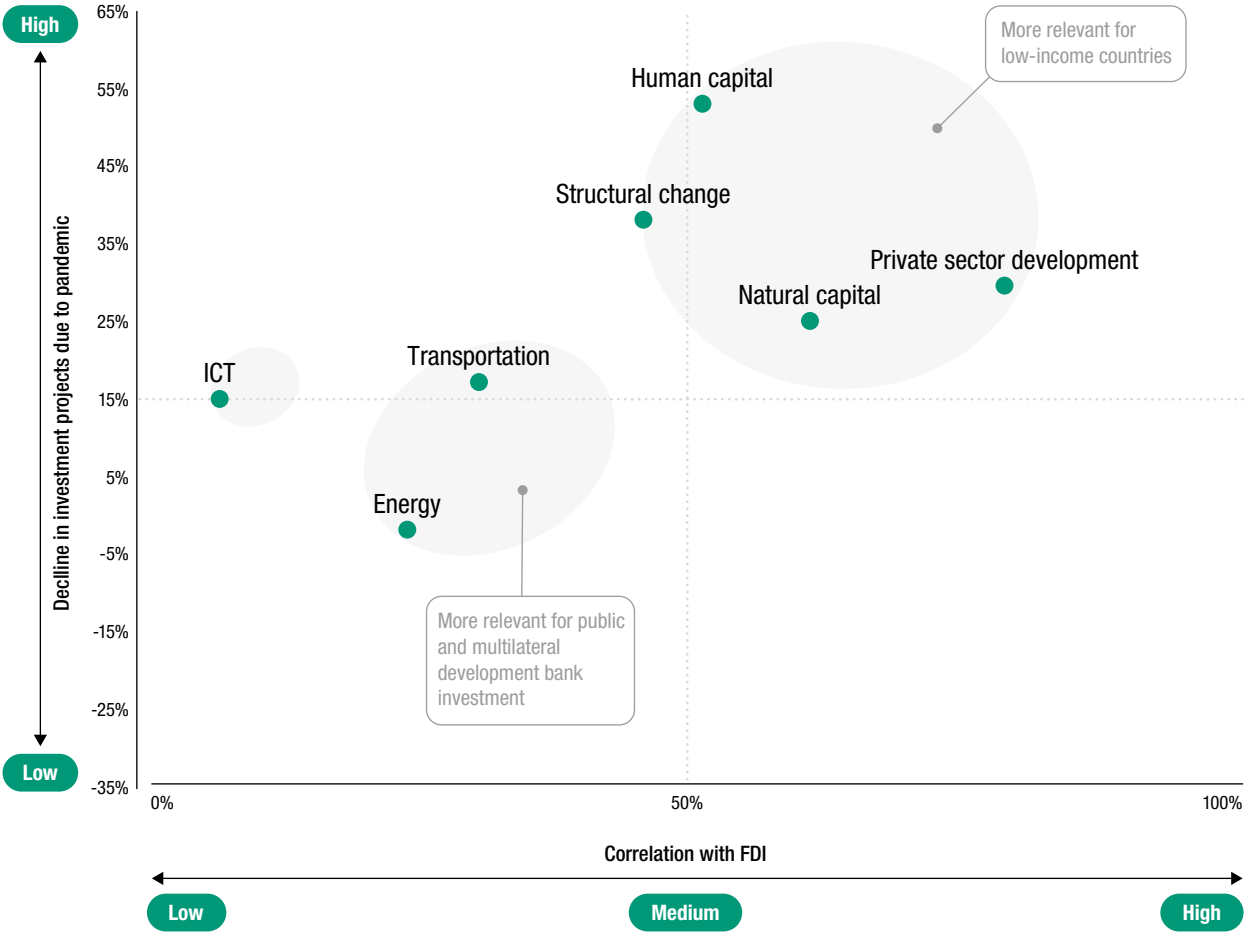 High
65%
55%
45%
35%
25%
15%
5%
-5%
-15%
-25%
-35%
Low
Declline in investment projects due to pandemic
More relevant for
low-income countries
Human capital
Structural change
Private sector development
Natural capital
Transportation
ICT
Energy
More relevant for public
and multilateral
development bank
investment
0%
50%
100%
Correlation with FDI
Low
Medium
High